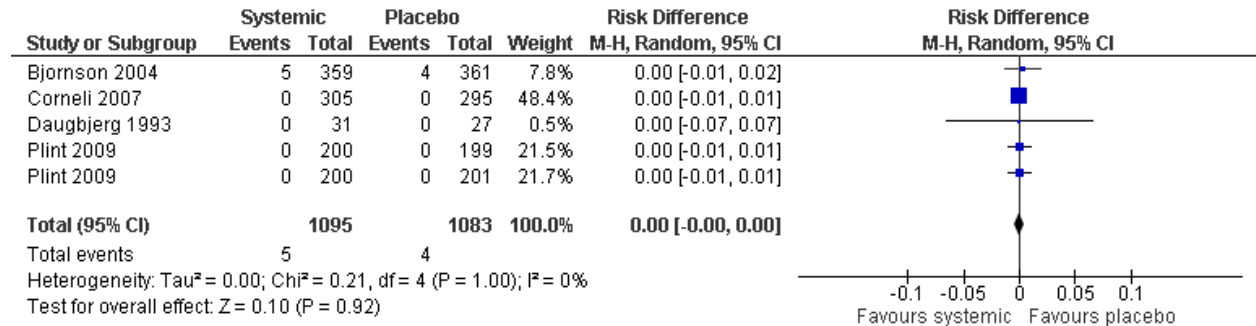 Systemic Placebo Risk Difference Risk Difference
Study or Subgroup Events Total Events Total Weight M-H, Random, 95% CI M-H, Random, 95% CI
Bjornson 2004 5 359 4 361 7.8% 0.00 [-0.01, 0.02]
Corneli 2007 0 305 0 295 48.4% 0.00 [-0.01, 0.01]
Daugbjerg 1993 0 31 0 27 0.5% 0.00 [-0.07, 0.07]
Plint 2009 0 200 0 199 21.5% 0.00 [-0.01, 0.01]
Plint 2009 0 200 0 201 21.7% 0.00 [-0.01, 0.01]
Total (95% CI) 1095 1083 100.0% 0.00 [-0.00, 0.00]
Total events 5 4
Heterogeneity: Tau² = 0.00; Chi² = 0.21, df = 4 (P = 1.00); I² = 0%
Test for overall effect: Z = 0.10 (P = 0.92)
-0.1 -0.05 0 0.05 0.1
Favours systemic Favours placebo